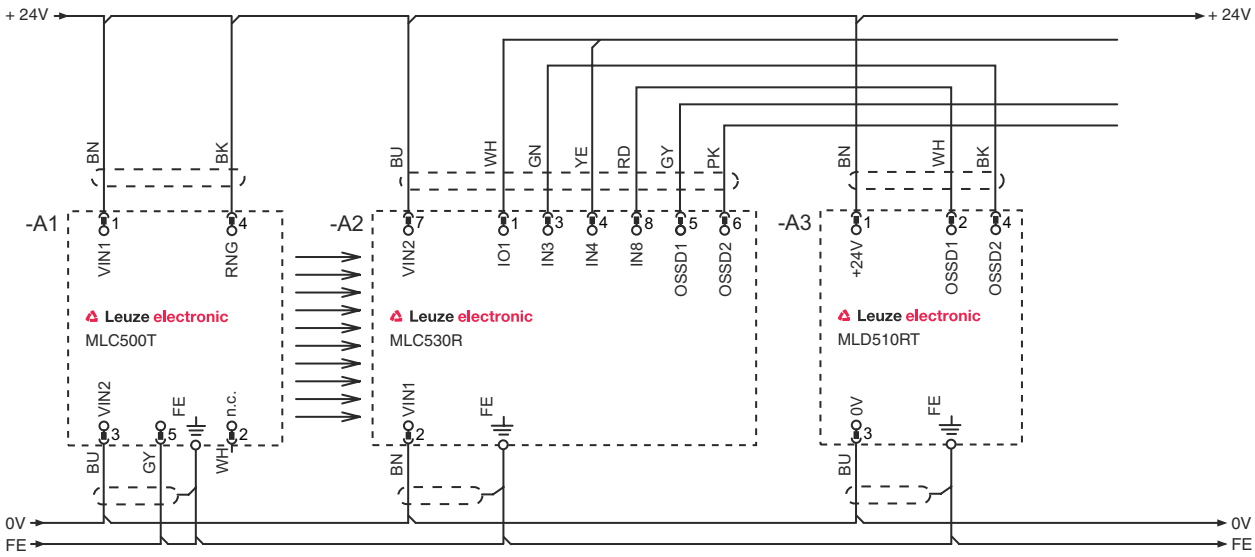 + 24V
+ 24V
BN
BK
BU
WH
GN
YE
RD
GY
PK
BN
WH
BK
-A1
1
4
-A2
7
1
3
4
8
5
6
-A3
1
2
4
VIN1
RNG
VIN2
IO1
IN3
IN4
IN8
OSSD1
OSSD2
+24V
OSSD1
OSSD2
Leuze electronic
MLC500T
Leuze electronic
MLC530R
Leuze electronic
MLD510RT
VIN2
FE
n.c.
VIN1
FE
0V
FE
3
5
2
2
3
BU
GY
WH
BN
BU
0V
0V
FE
FE